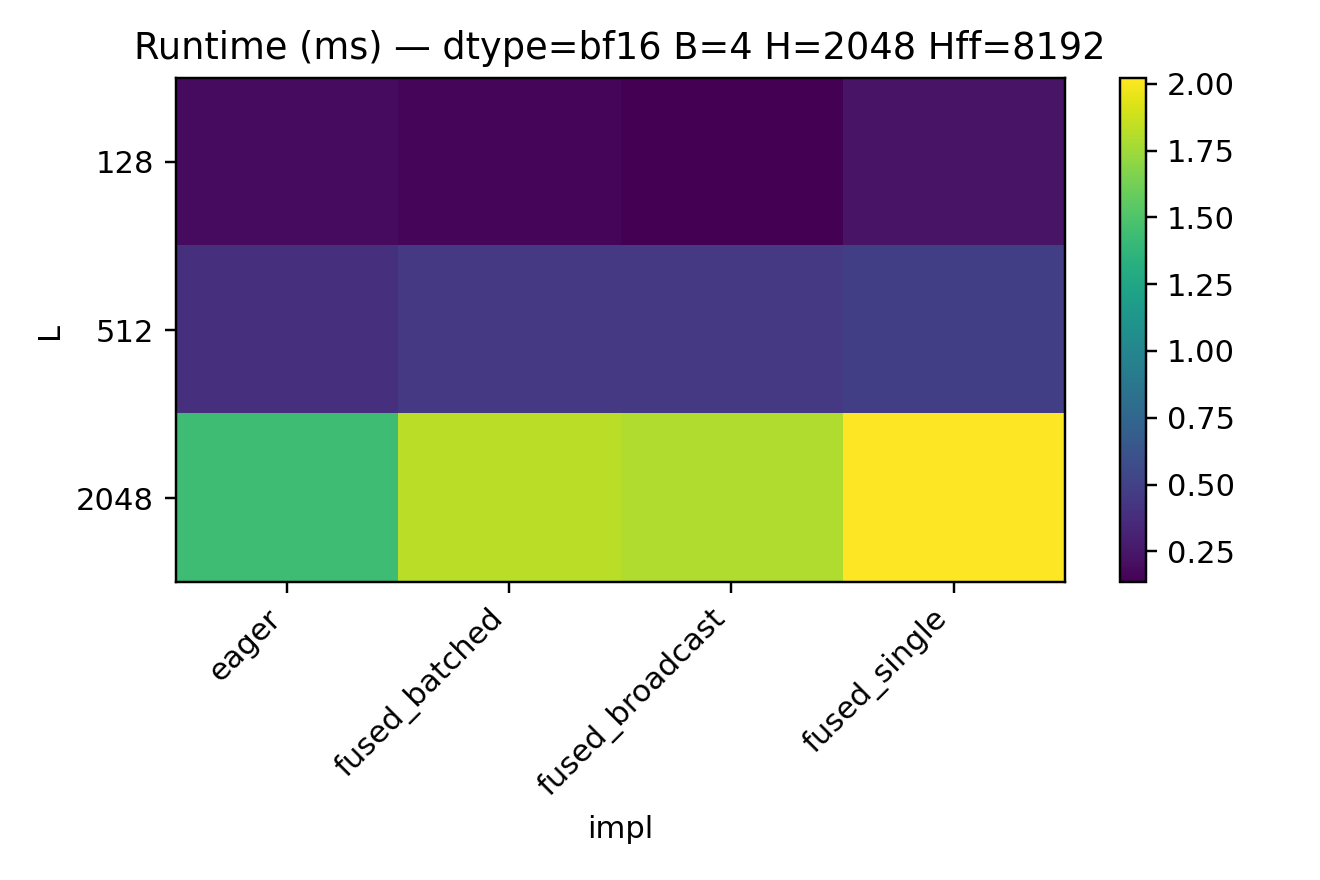 Runtime (ms) — dtype=bf16 B=4 H=2048 Hff=8192
128
512
2048
L
eager
fused_batched
fused_broadcast
fused_single
impl
2.00
1.75
1.50
1.25
1.00
0.75
0.50
0.25